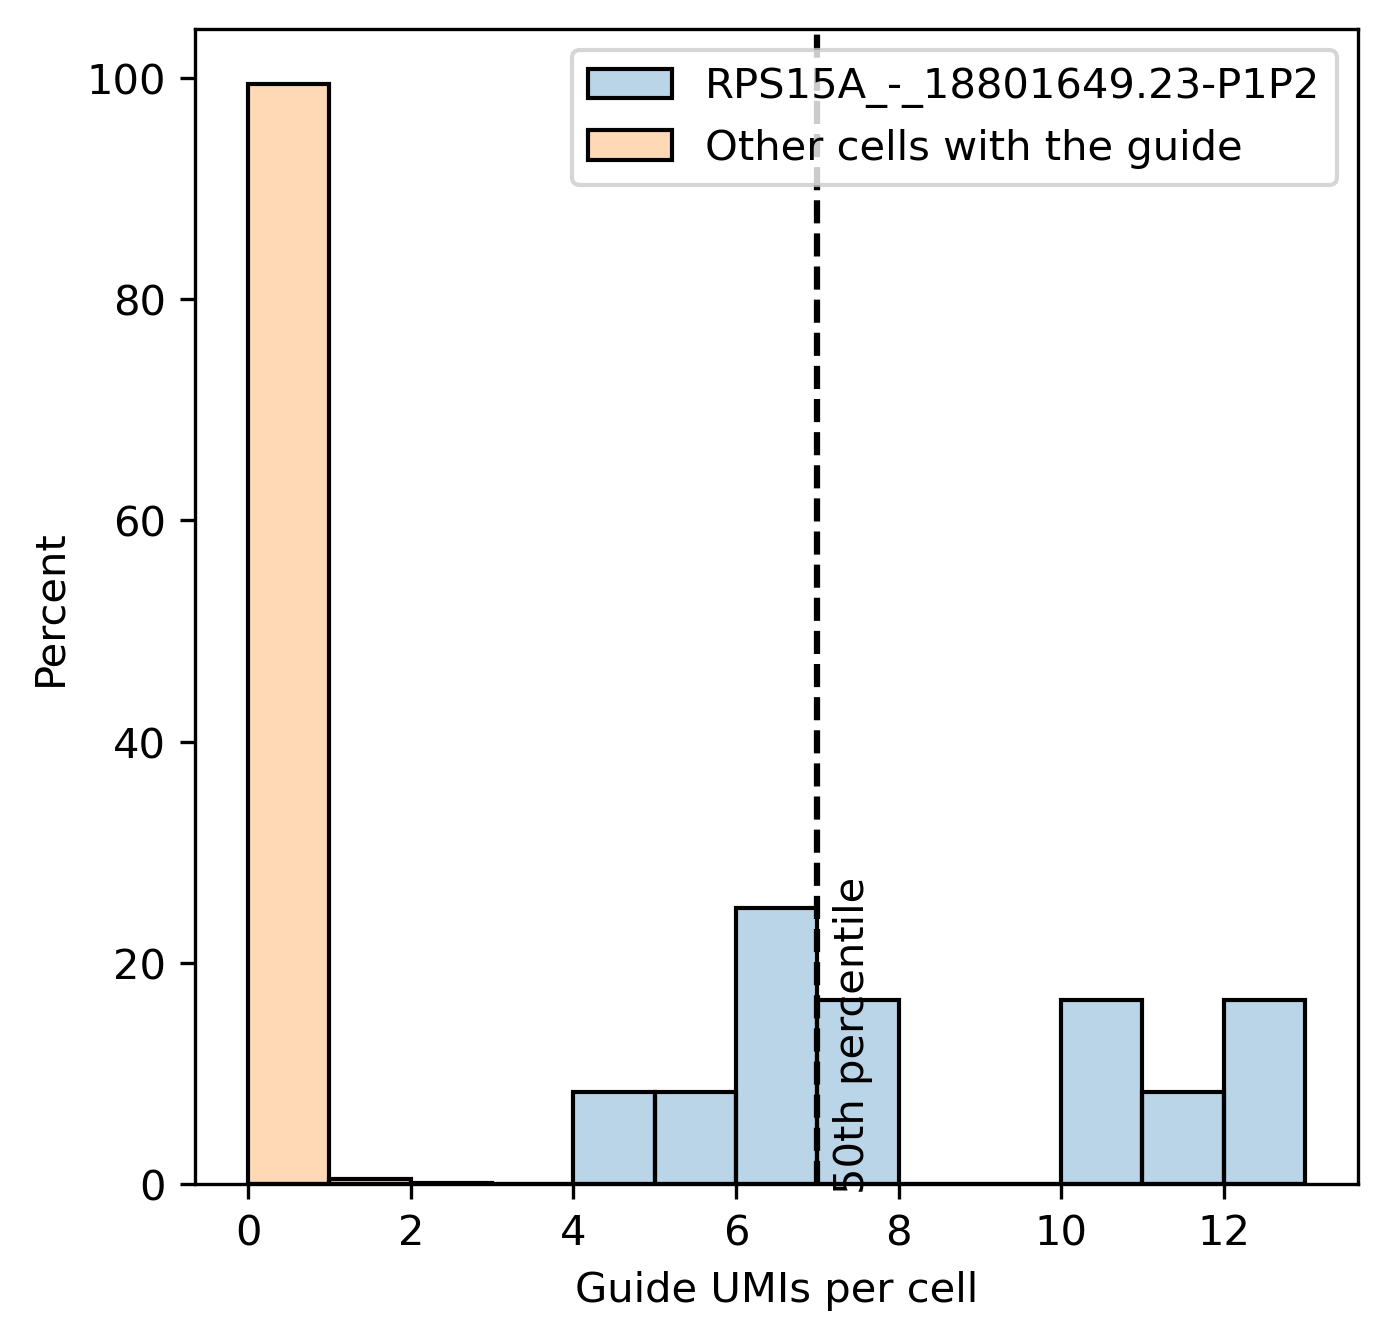 RPS15A_-_18801649.23-P1P2
Other cells with the guide
100
80
60
40
20
0
Percent
50th percentile
0 2 4 6 8 10 12
Guide UMIs per cell